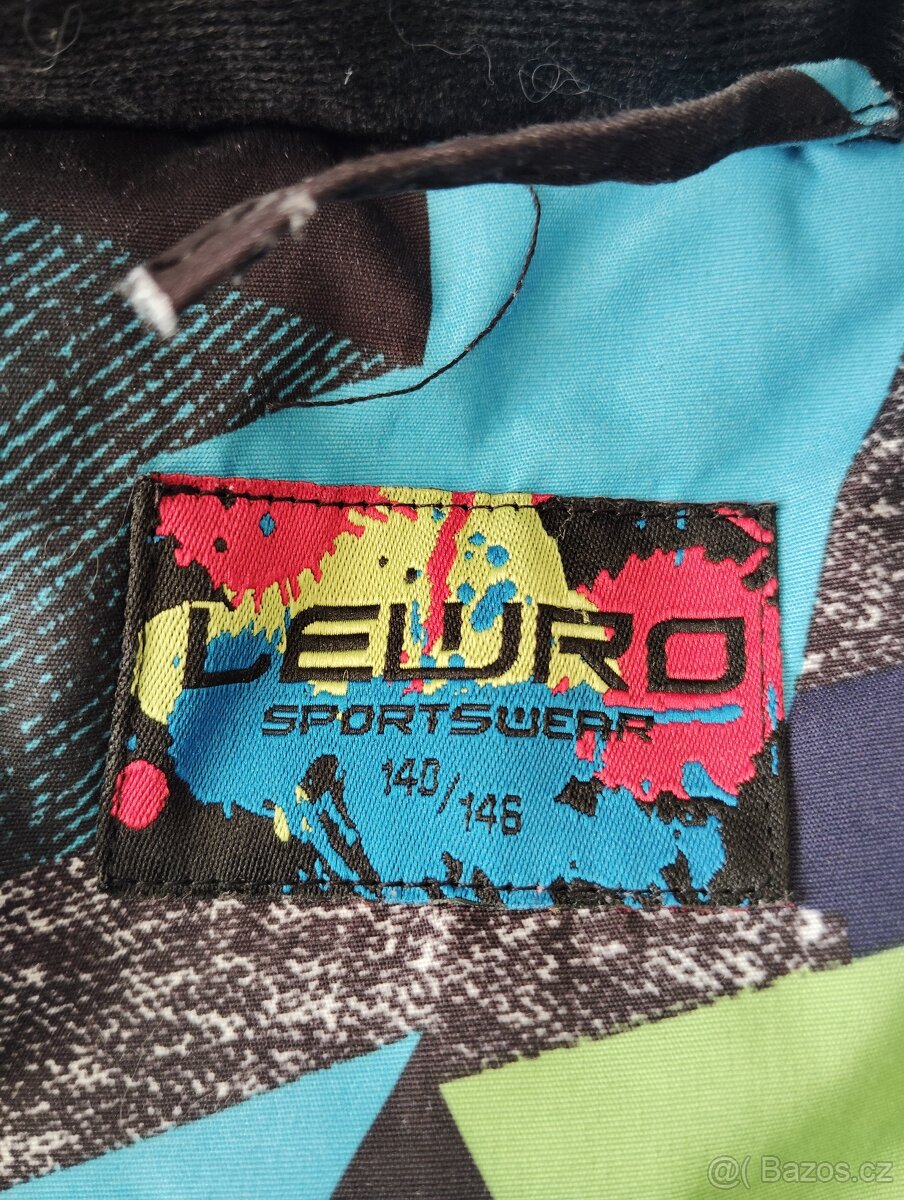 LEWRO
SPORTSWEAR
140/146
@( Bazos.cz